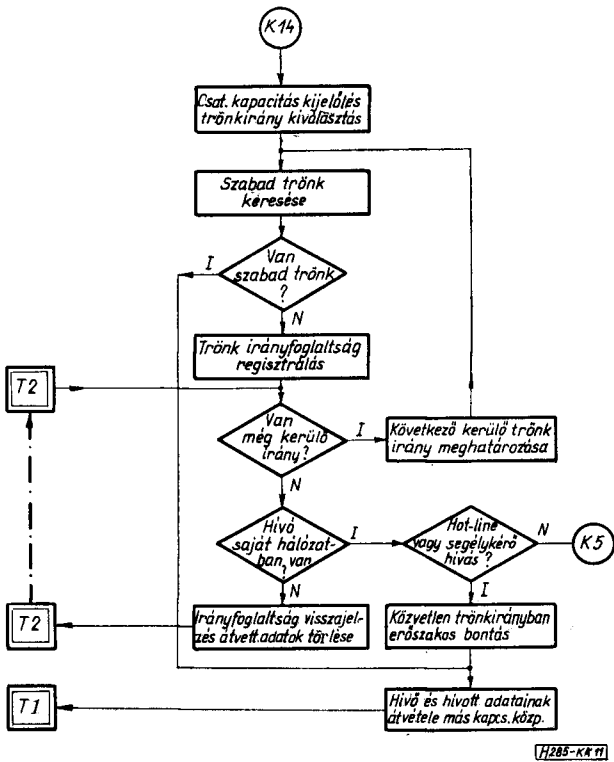 K14
Csat. kapacitás kijelölés
trönkirány kiválasztás
Szabad trönk
keresése
Van
szabad trönk
?
I
N
Trönk irányfoglaltság
regisztrálás
T2
Van
még kerülő
irány?
I
Következő kerülő trönk
irány meghatározása
N
Hívó
saját hálózat-
ban van
?
I
Hot-line
vagy segélykérő
hívás ?
N
K5
N
I
T2
Irányfoglaltság visszajel-
zés átvett adatok törlése
Közvetlen trönkirányban
erőszakos bontás
T1
Hívó és hívott adatainak
átvétele más kapcs. közp.
H285-KK11